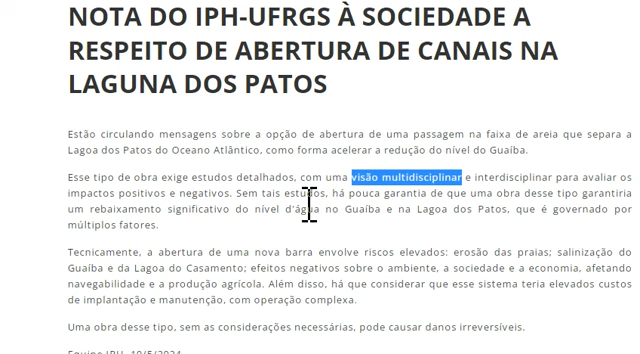 NOTA DO IPH-UFRGS À SOCIEDADE A
RESPEITO DE ABERTURA DE CANAIS NA
LAGUNA DOS PATOS
Estão circulando mensagens sobre a opção de abertura de uma passagem na faixa de areia que separa a
Lagoa dos Patos do Oceano Atlântico, como forma acelerar a redução do nível do Guaíba.
Esse tipo de obra exige estudos detalhados, com uma visão multidisciplinar e interdisciplinar para avaliar os
impactos positivos e negativos. Sem tais estudos, há pouca garantia de que uma obra desse tipo garantiria
um rebaixamento significativo do nível d'água no Guaíba e na Lagoa dos Patos, que é governado por
múltiplos fatores.
Tecnicamente, a abertura de uma nova barra envolve riscos elevados: erosão das praias; salinização do
Guaíba e da Lagoa do Casamento; efeitos negativos sobre o ambiente, a sociedade e a economia, afetando
navegabilidade e a produção agrícola. Além disso, há que considerar que esse sistema teria elevados custos
de implantação e manutenção, com operação complexa.
Uma obra desse tipo, sem as considerações necessárias, pode causar danos irreversíveis.
Equipe IPH, 10/5/2024